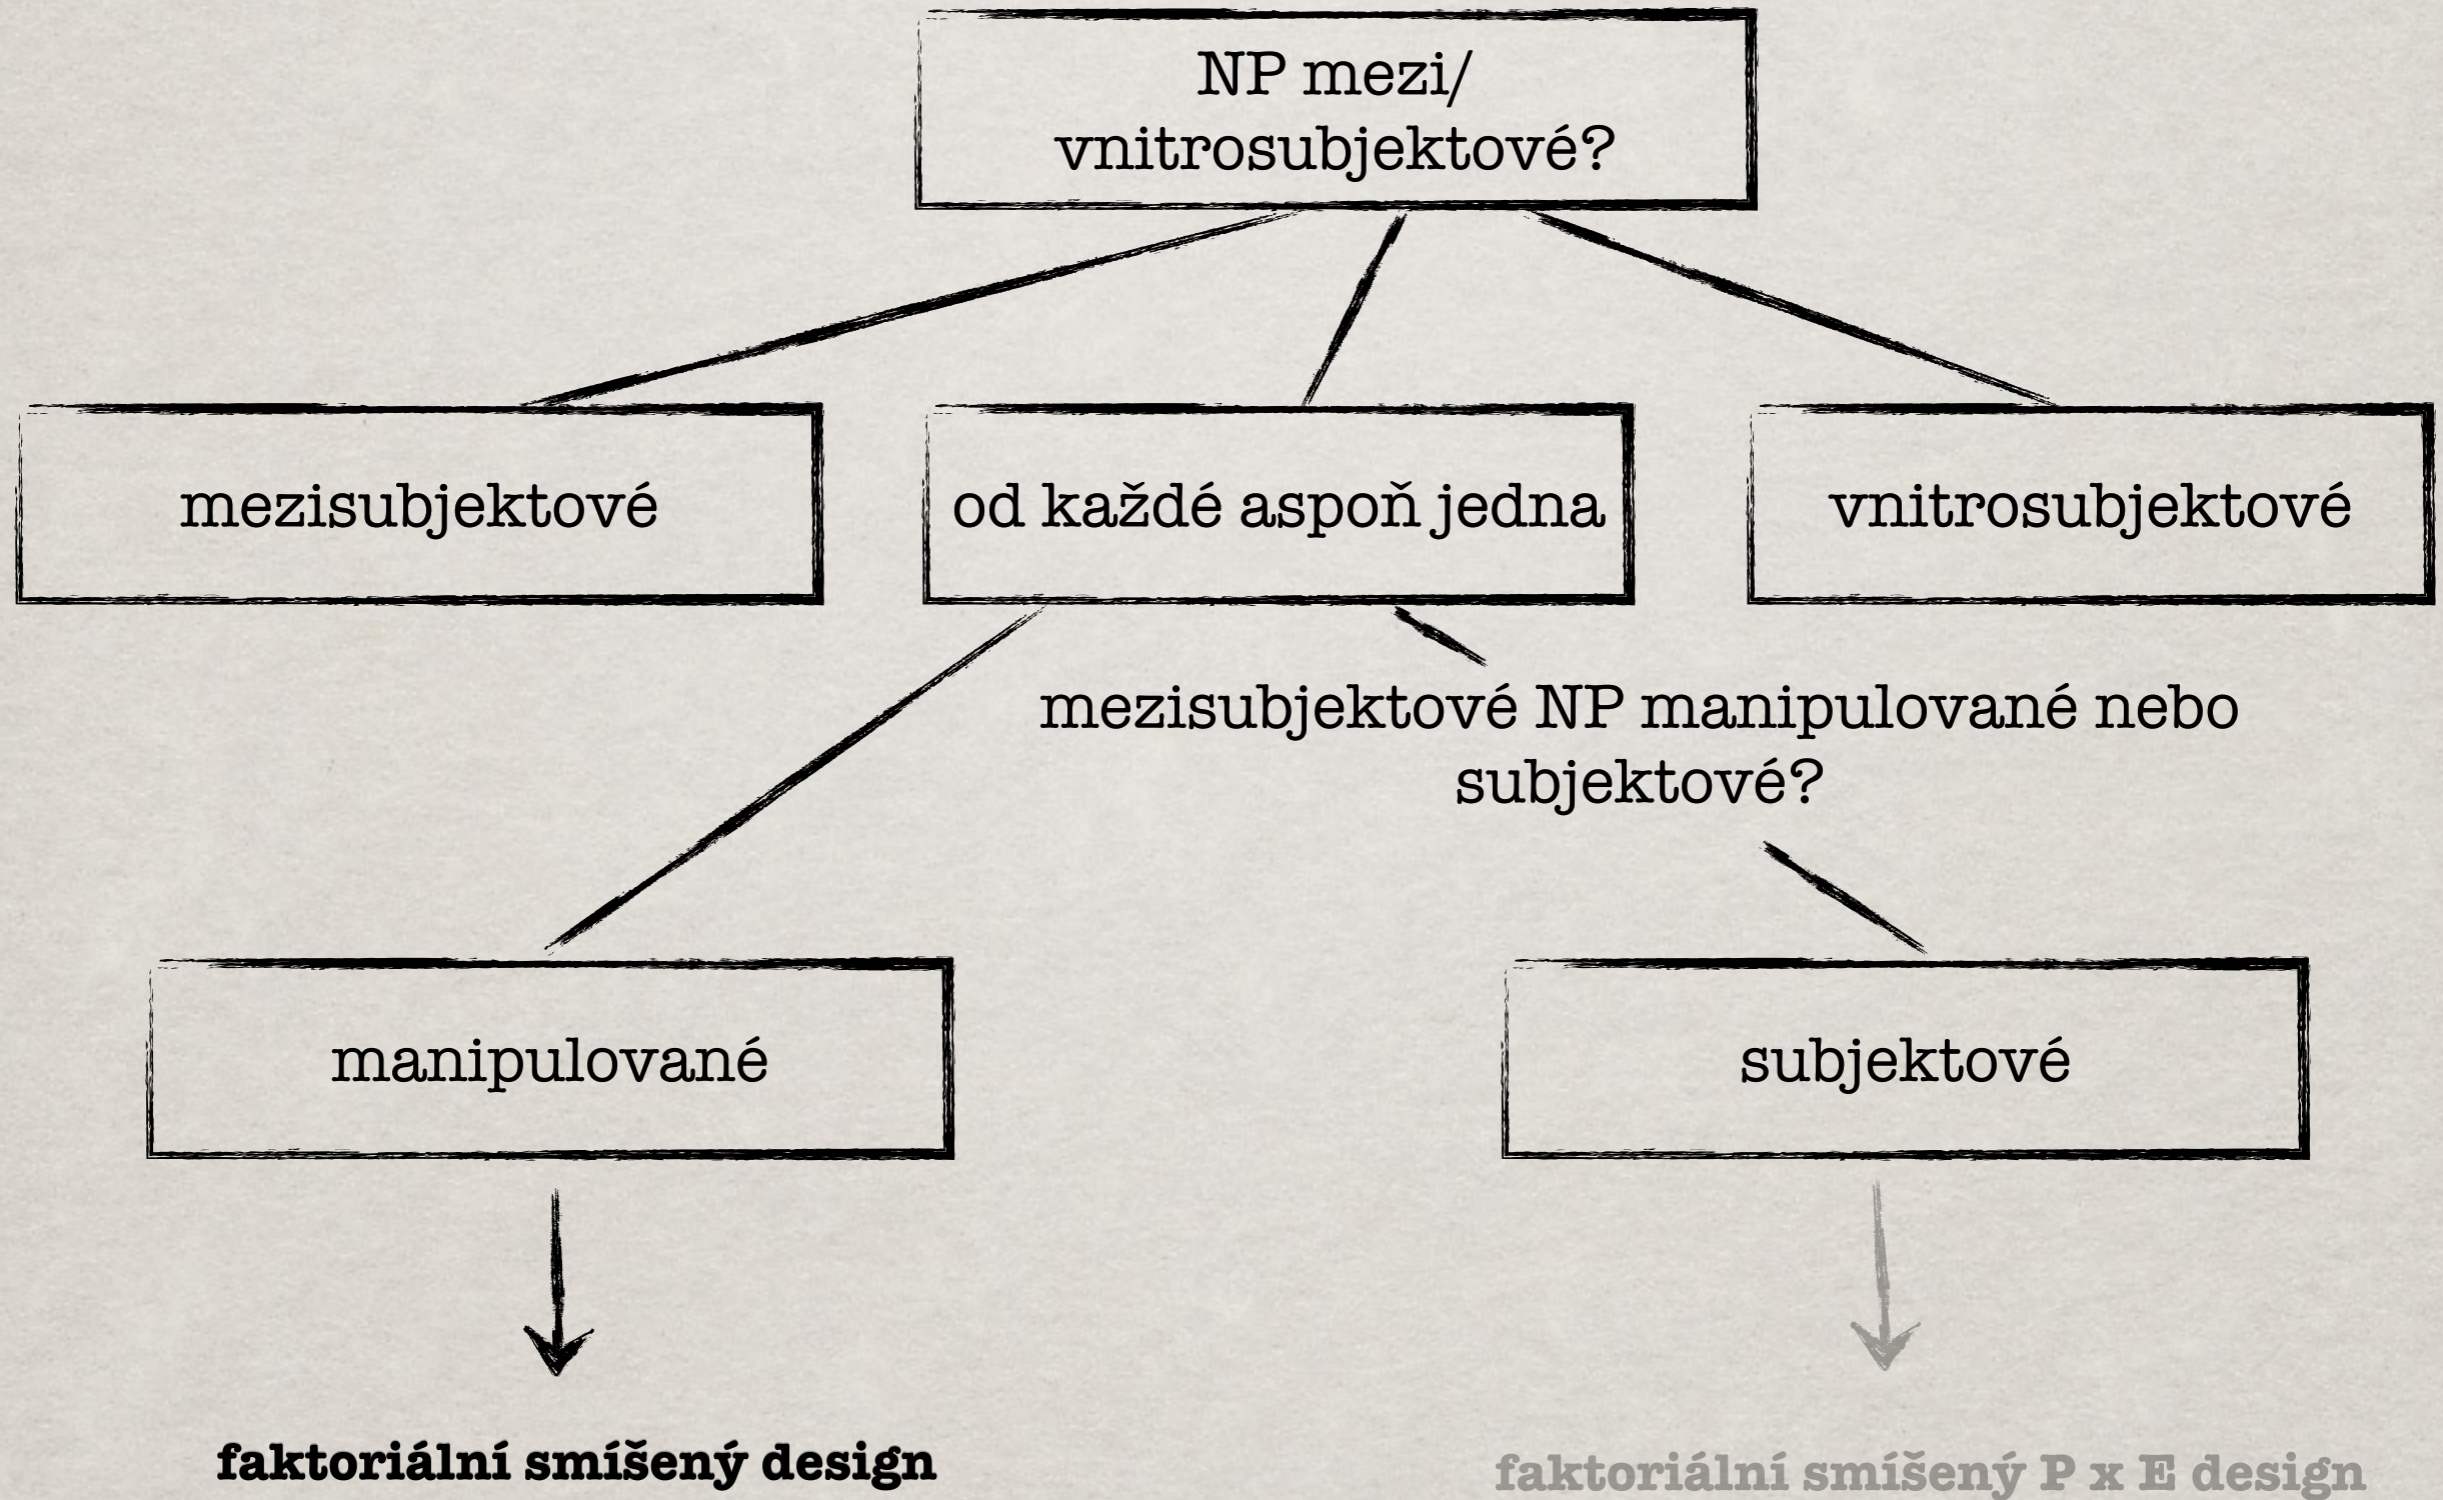 NP mezi/
vnitrosubjektové?
mezisubjektové
od každé aspoň jedna
vnitrosubjektové
mezisubjektové NP manipulované nebo
subjektové?
manipulované
subjektové
faktoriální smíšený design
faktoriální smíšený P x E design